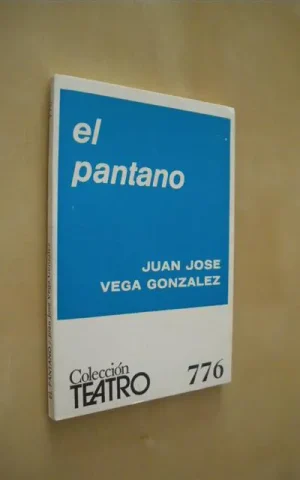 el
pantano
JUAN JOSE
VEGA GONZALEZ
Colección
TEATRO
776